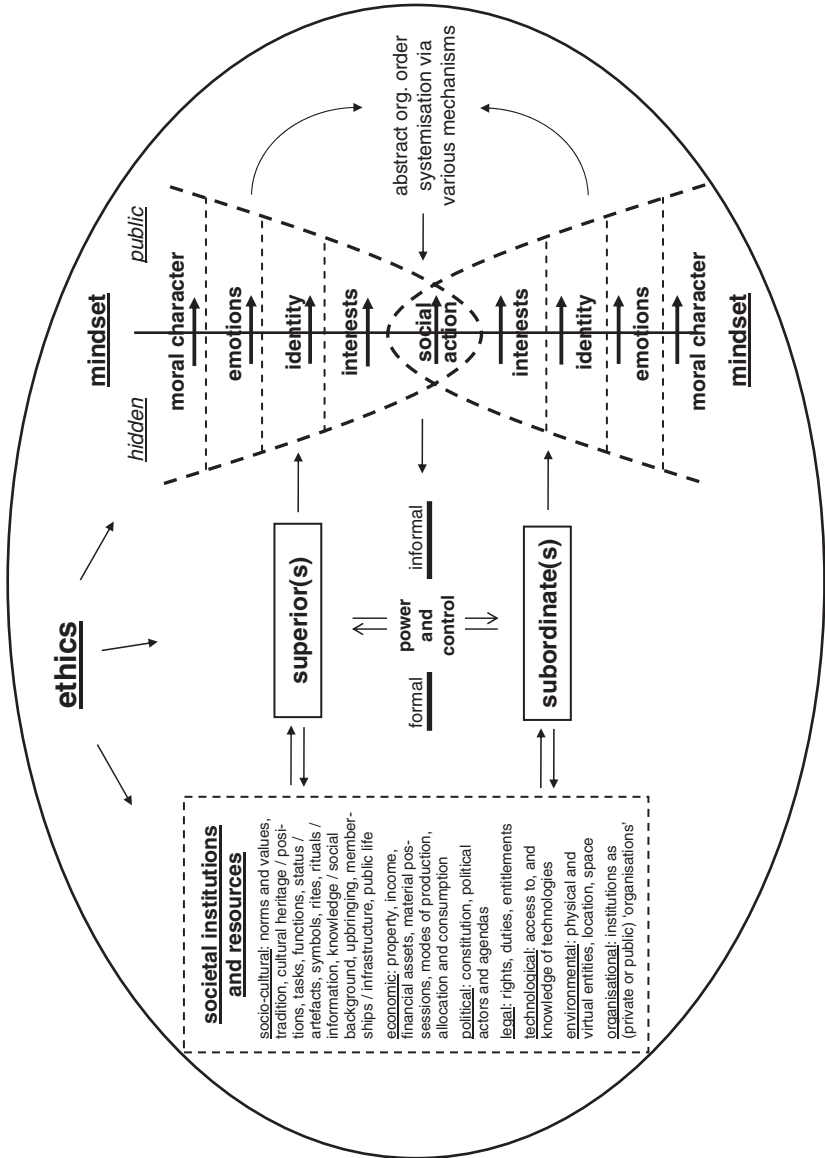 ethics
societal institutions
and resources
socio-cultural: norms and values,
tradition, cultural heritage / posi-
tions, tasks, functions, status /
artefacts, symbols, rites, rituals /
information, knowledge / social
background, upbringing, member-
ships / infrastructure, public life
economic: property, income,
financial assets, material pos-
sessions, modes of production,
allocation and consumption
political: constitution, political
actors and agendas
legal: rights, duties, entitlements
technological: access to, and
knowledge of technologies
environmental: physical and
virtual entities, location, space
organisational: institutions as
(private or public) 'organisations'
superior(s)
formal
power
and
control
informal
subordinate(s)
mindset
hidden
public
moral character
emotions
identity
interests
social
action
interests
identity
emotions
moral character
mindset
abstract org. order
systemisation via
various mechanisms